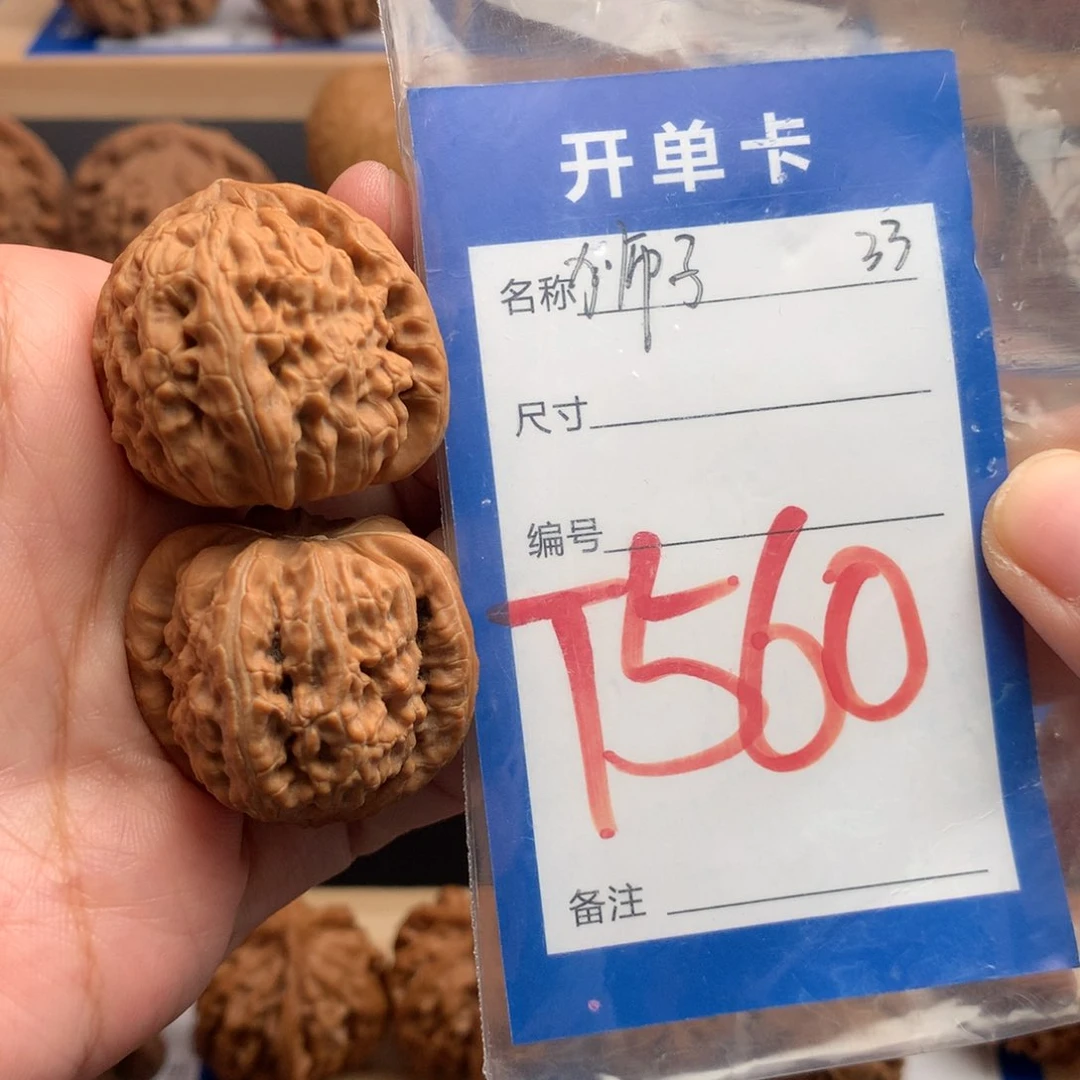 开单卡
名称 狮子 33
尺寸
编号
T560
备注